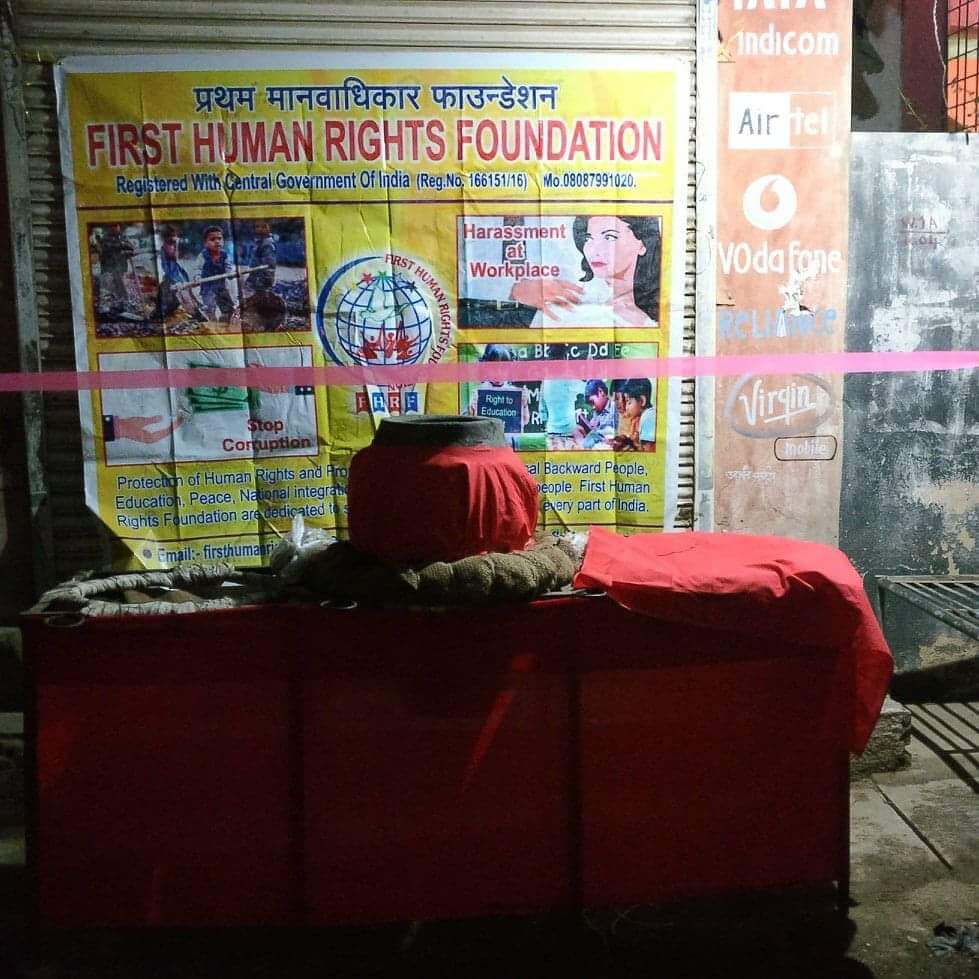 प्रथम मानवाधिकार फाउन्डेशन
FIRST HUMAN RIGHTS FOUNDATION
Registered With Central Government Of India (Reg.No. 166151/16) Mo.08087991020.
Harassment
at
Workplace
FIRST HUMAN RIGHTS
FHRF
Stop
Corruption
Right to
Education
Protection of Human Rights and
Backward People,
Education, Peace, National
people First Human
Rights Foundation are dedicated to
every part of India.
Email:-
indicom
Airtel
Vodafone
RELIANCE
Virgin
mobile